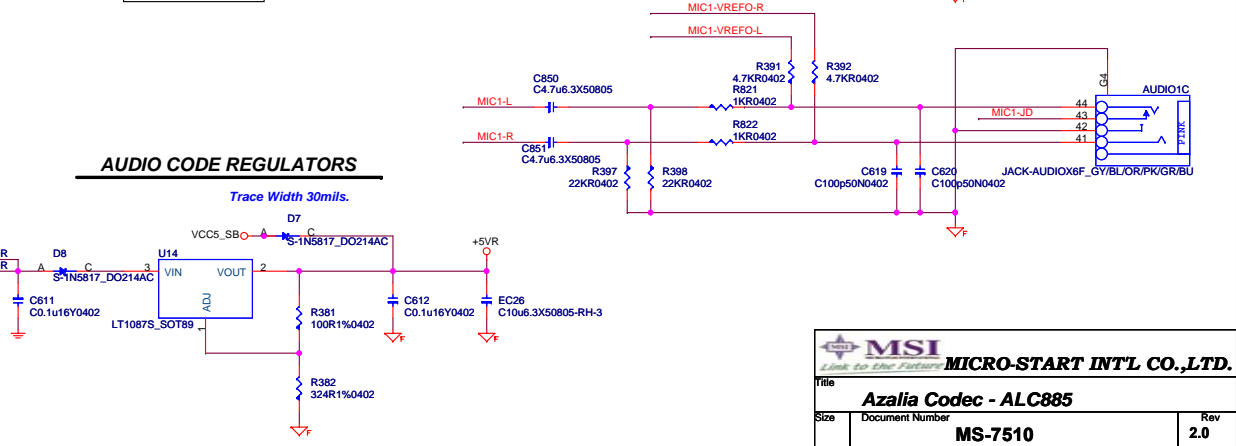 MIC1-VREFO-R
MIC1-VREFO-L
R391
4.7KR0402
R392
4.7KR0402
G4
C850
C4.7u6.3X50805
R821
1KR0402
AUDIO1C
MIC1-L
44
MIC1-JD
43
42
41
PINK
R822
1KR0402
MIC1-R
C851
C4.7u6.3X50805
AUDIO CODE REGULATORS
R397
22KR0402
R398
22KR0402
C619
C100p50N0402
C620
C100p50N0402
JACK-AUDIOX6F_GY/BL/OR/PK/GR/BU
F
Trace Width 30mils.
D7
VCC5_SB
A
C
S-1N5817_DO214AC
+5VR
R
R
D8
A
C
S-1N5817_DO214AC
U14
3
VIN
VOUT
2
ADJ
1
LT1087S_SOT89
C611
C0.1u16Y0402
R381
100R1%0402
C612
C0.1u16Y0402
EC26
C10u6.3X50805-RH-3
F
F
R382
324R1%0402
F
MSI
Link to the Future
MICRO-START INT'L CO.,LTD.
Title
Azalia Codec - ALC885
Size
Document Number
Rev
MS-7510
2.0